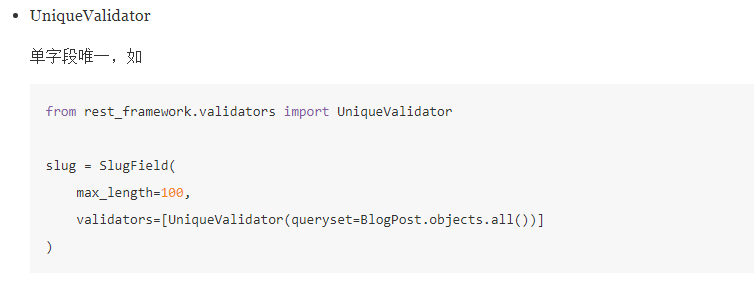 UniqueValidator
单字段唯一，如
from rest_framework.validators import UniqueValidator
slug = SlugField(
    max_length=100,
    validators=[UniqueValidator(queryset=BlogPost.objects.all())]
)